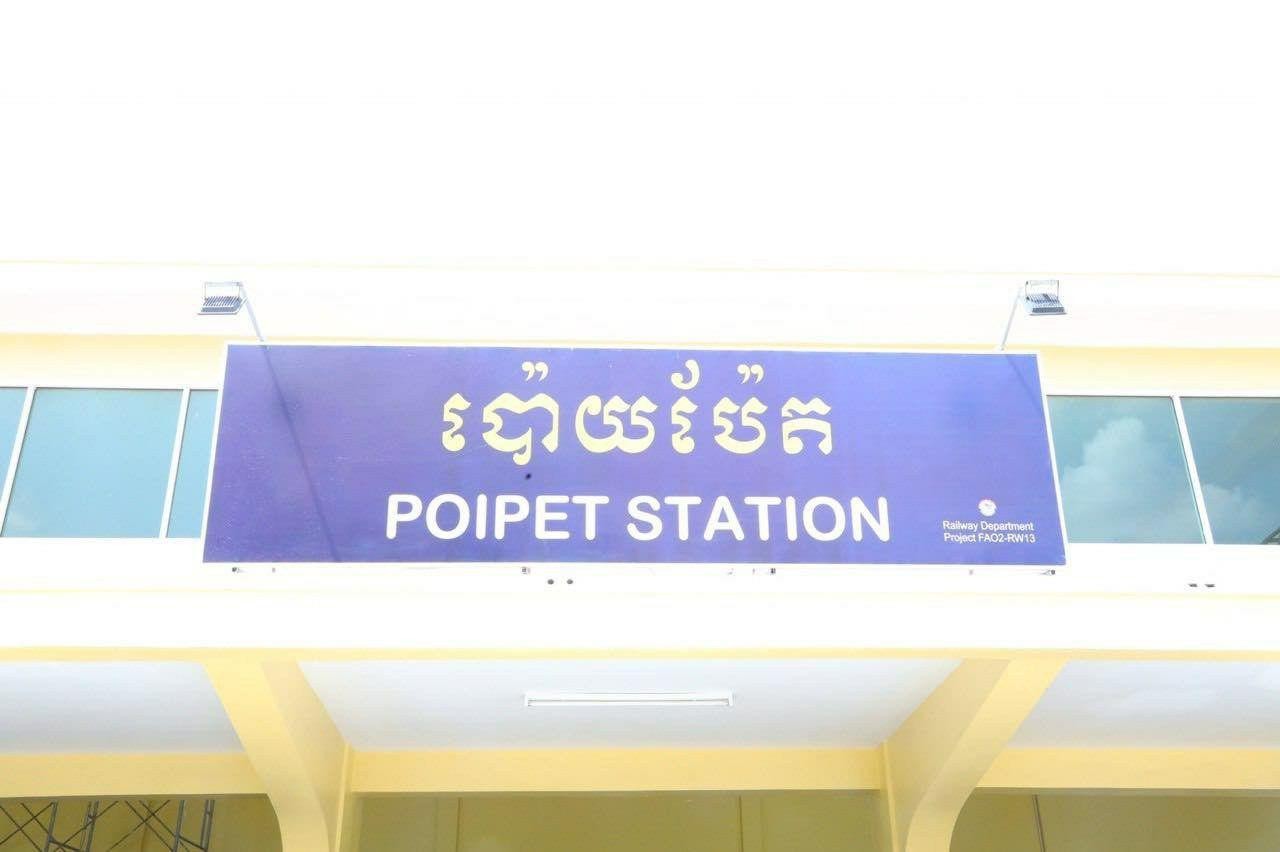 ប៉ោយប៉ែត
POIPET STATION
Railway Department
Project FAO2-RW13